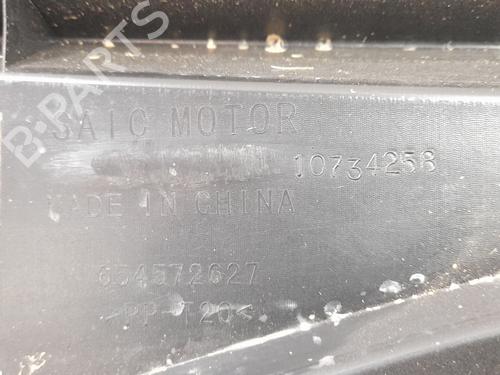 B-PARTS
SAIC MOTOR
10734258
MADE IN CHINA
654572627
>PP-T20<